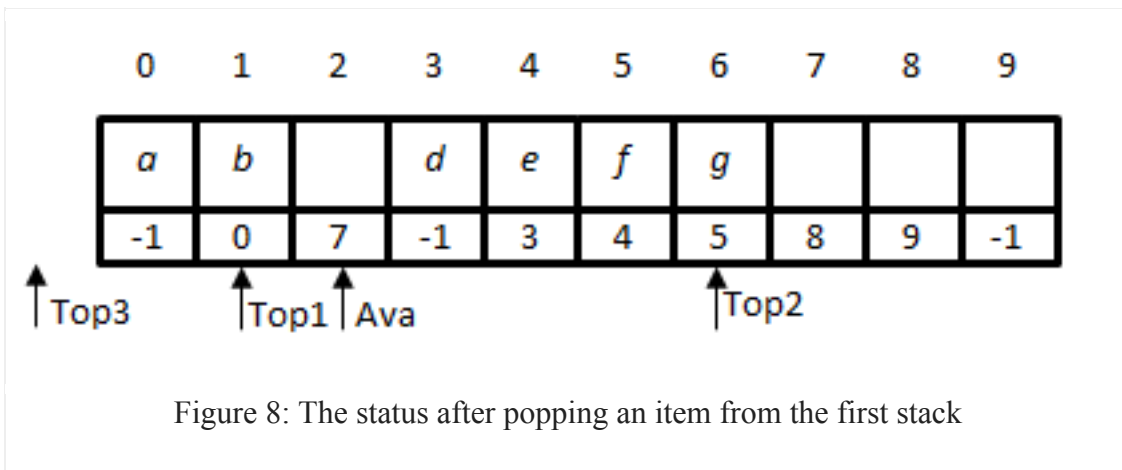 0 1 2 3 4 5 6 7 8 9
a b d e f g
-1 0 7 -1 3 4 5 8 9 -1
Top3 Top1 Ava Top2
Figure 8: The status after popping an item from the first stack